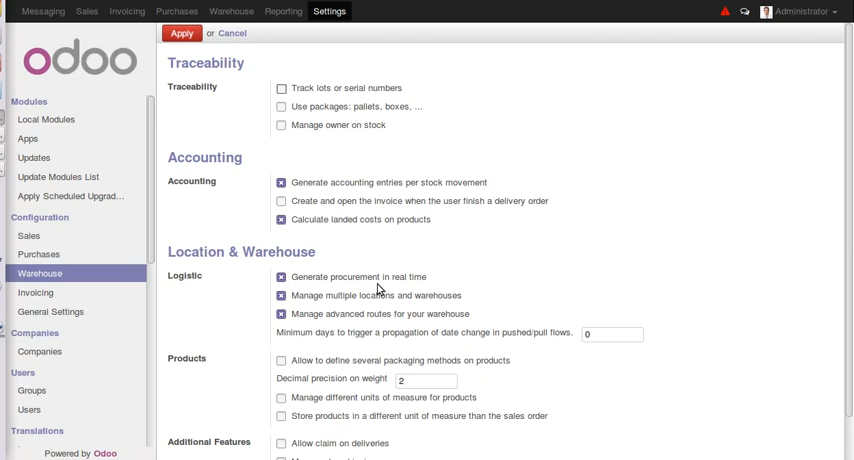 Messaging Sales Invoicing Purchases Warehouse Reporting Settings Administrator
odoo
Modules
Local Modules
Apps
Updates
Update Modules List
Apply Scheduled Upgrad...
Configuration
Sales
Purchases
Warehouse
Invoicing
General Settings
Companies
Companies
Users
Groups
Users
Translations
Powered by Odoo
Apply or Cancel
Traceability
Traceability
Track lots or serial numbers
Use packages: pallets, boxes, ...
Manage owner on stock
Accounting
Accounting
Generate accounting entries per stock movement
Create and open the invoice when the user finish a delivery order
Calculate landed costs on products
Location & Warehouse
Logistic
Generate procurement in real time
Manage multiple locations and warehouses
Manage advanced routes for your warehouse
Minimum days to trigger a propagation of date change in pushed/pull flows. 0
Products
Allow to define several packaging methods on products
Decimal precision on weight 2
Manage different units of measure for products
Store products in a different unit of measure than the sales order
Additional Features
Allow claim on deliveries